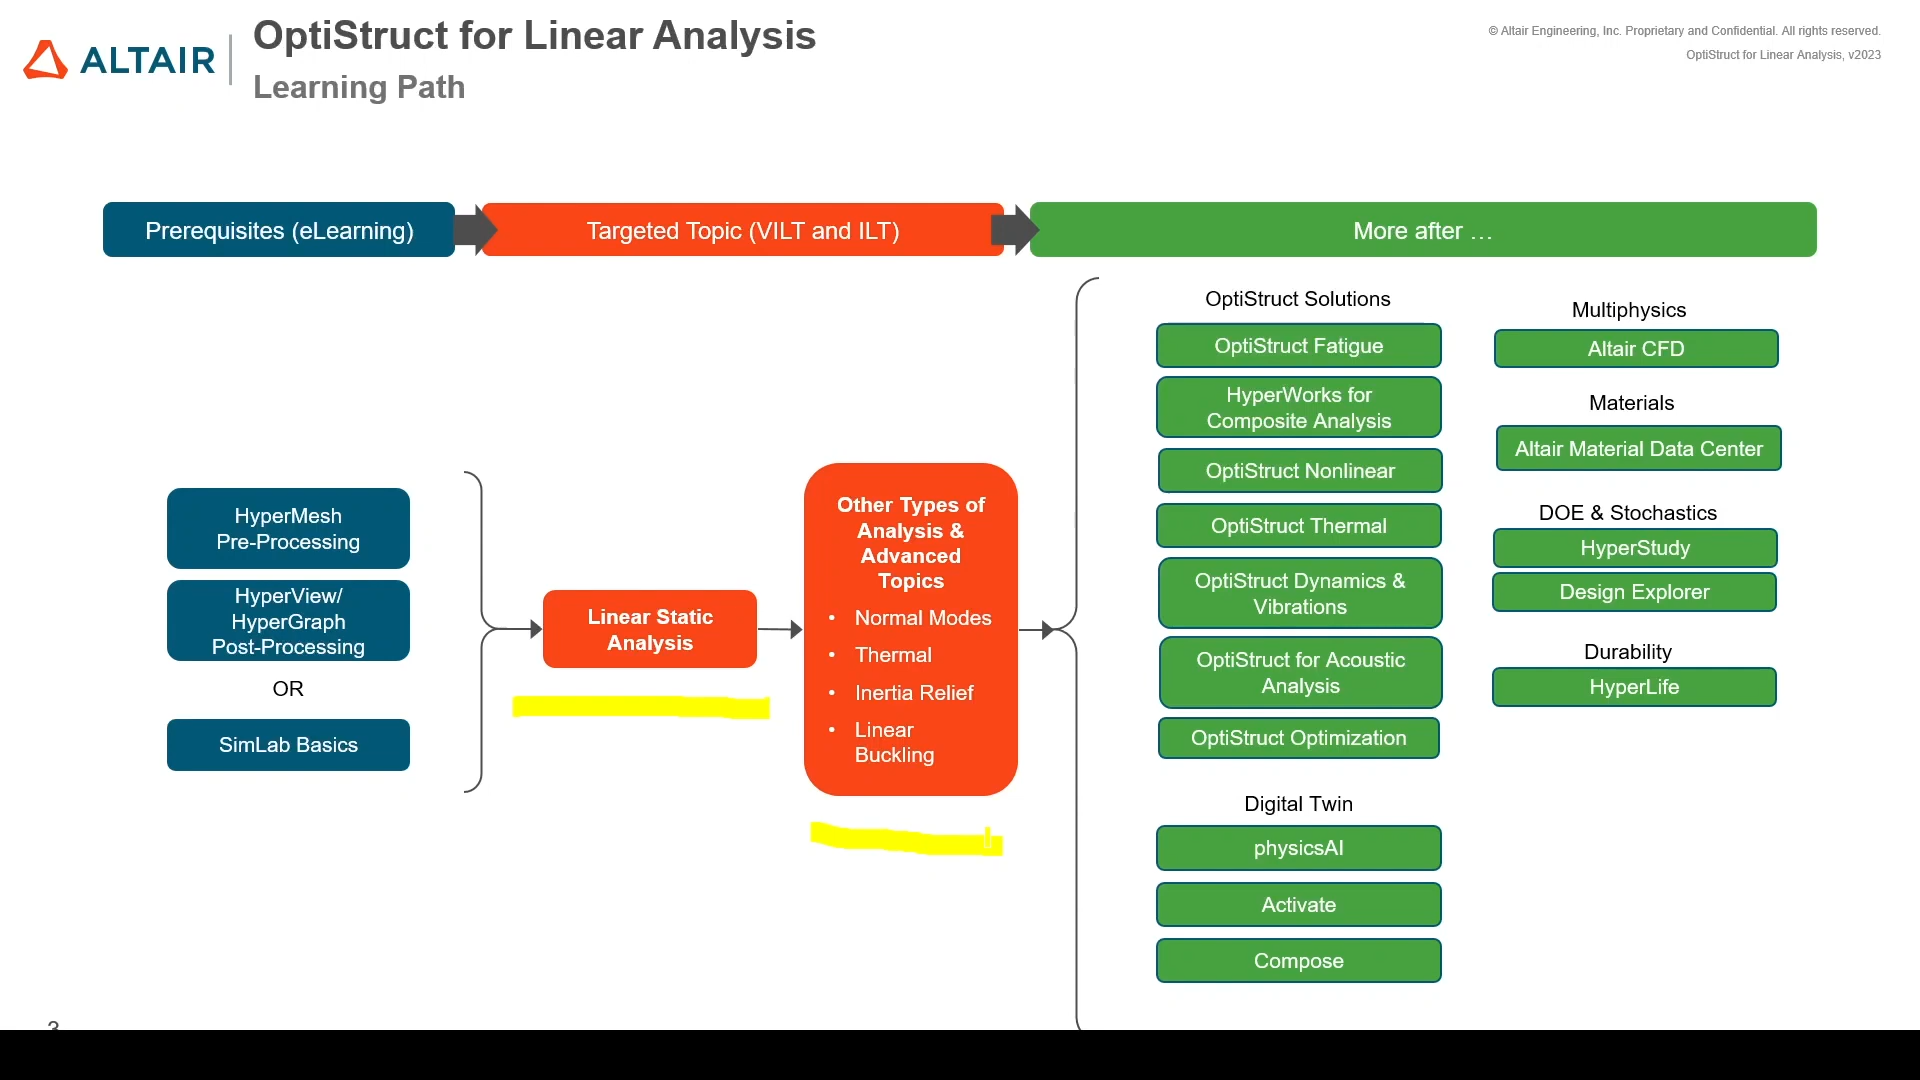 ALTAIR
OptiStruct for Linear Analysis
Learning Path
© Altair Engineering, Inc. Proprietary and Confidential. All rights reserved.
OptiStruct for Linear Analysis, v2023
Prerequisites (eLearning)
Targeted Topic (VILT and ILT)
More after …
HyperMesh
Pre-Processing
HyperView/
HyperGraph
Post-Processing
OR
SimLab Basics
Linear Static
Analysis
Other Types of
Analysis &
Advanced
Topics
• Normal Modes
• Thermal
• Inertia Relief
• Linear
Buckling
OptiStruct Solutions
OptiStruct Fatigue
HyperWorks for
Composite Analysis
OptiStruct Nonlinear
OptiStruct Thermal
OptiStruct Dynamics &
Vibrations
OptiStruct for Acoustic
Analysis
OptiStruct Optimization
Digital Twin
physicsAI
Activate
Compose
Multiphysics
Altair CFD
Materials
Altair Material Data Center
DOE & Stochastics
HyperStudy
Design Explorer
Durability
HyperLife
3